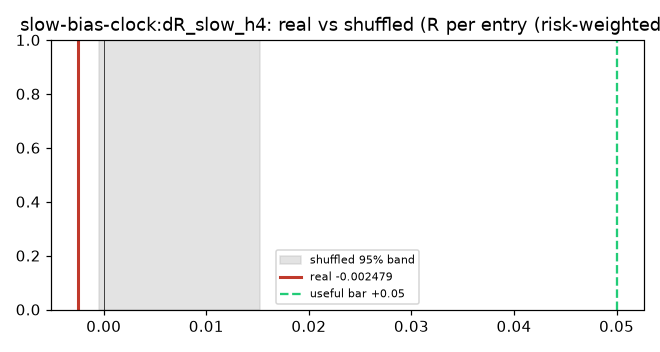 slow-bias-clock:dR_slow_h4: real vs shuffled (R per entry (risk-weighted
1.0
0.8
0.6
0.4
0.2
0.0
shuffled 95% band
real -0.002479
useful bar +0.05
0.00 0.01 0.02 0.03 0.04 0.05